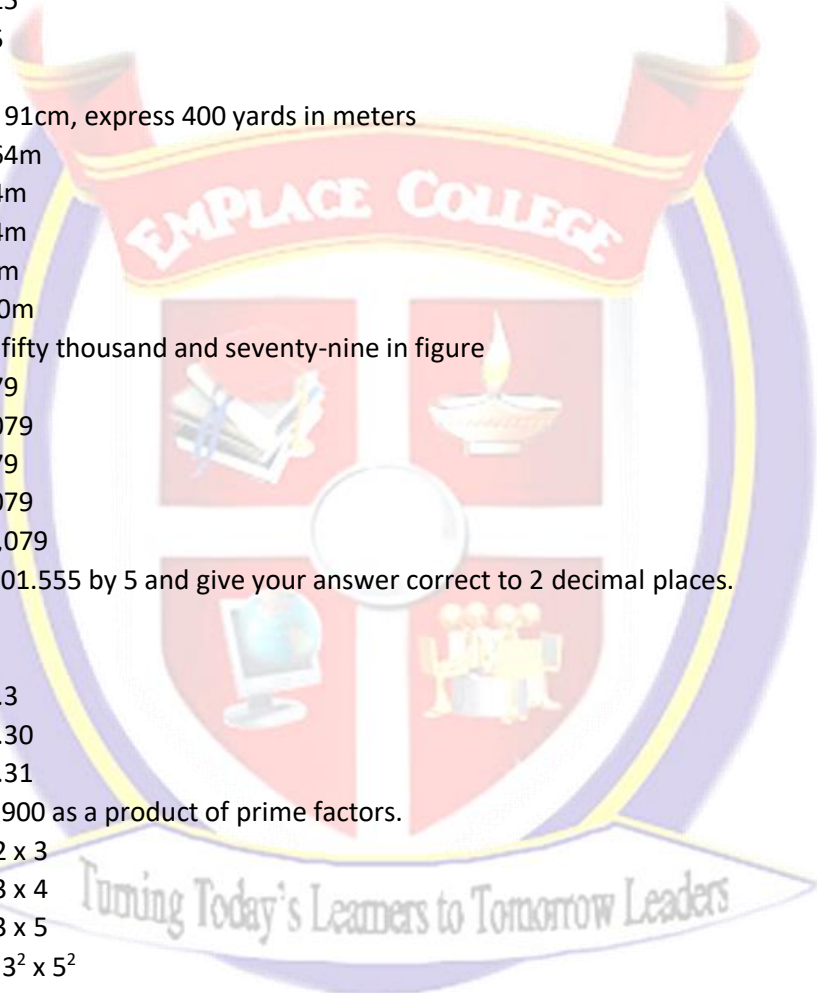 91cm, express 400 yards in meters
64m
4m
4m
m
0m
fifty thousand and seventy-nine in figure
79
079
79
079
,079
01.555 by 5 and give your answer correct to 2 decimal places.
.3
.30
.31
900 as a product of prime factors.
2 x 3
3 x 4
3 x 5
3² x 5²
EMPLACE COLLEGE
Turning Today's Learners to Tomorrow Leaders